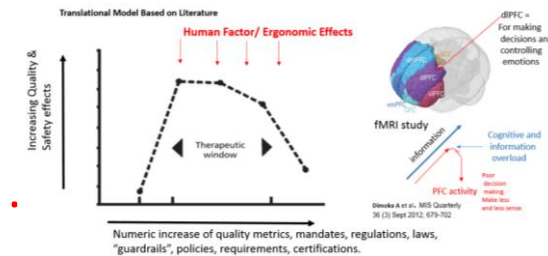 Translational Model Based on Literature
Human Factor/ Ergonomic Effects
Increasing Quality &
Safety effects
Therapeutic
window
Numeric increase of quality metrics, mandates, regulations, laws,
"guardrails", policies, requirements, certifications.
dlPFC =
For making
decisions an
controlling
emotions
vmPFC
fMRI study
information
Cognitive and
information
overload
PFC activity
Poor
decision
making.
Make less
and less sense.
Dimoka A et al. MIS Quarterly
36 (3) Sept 2012; 679-702